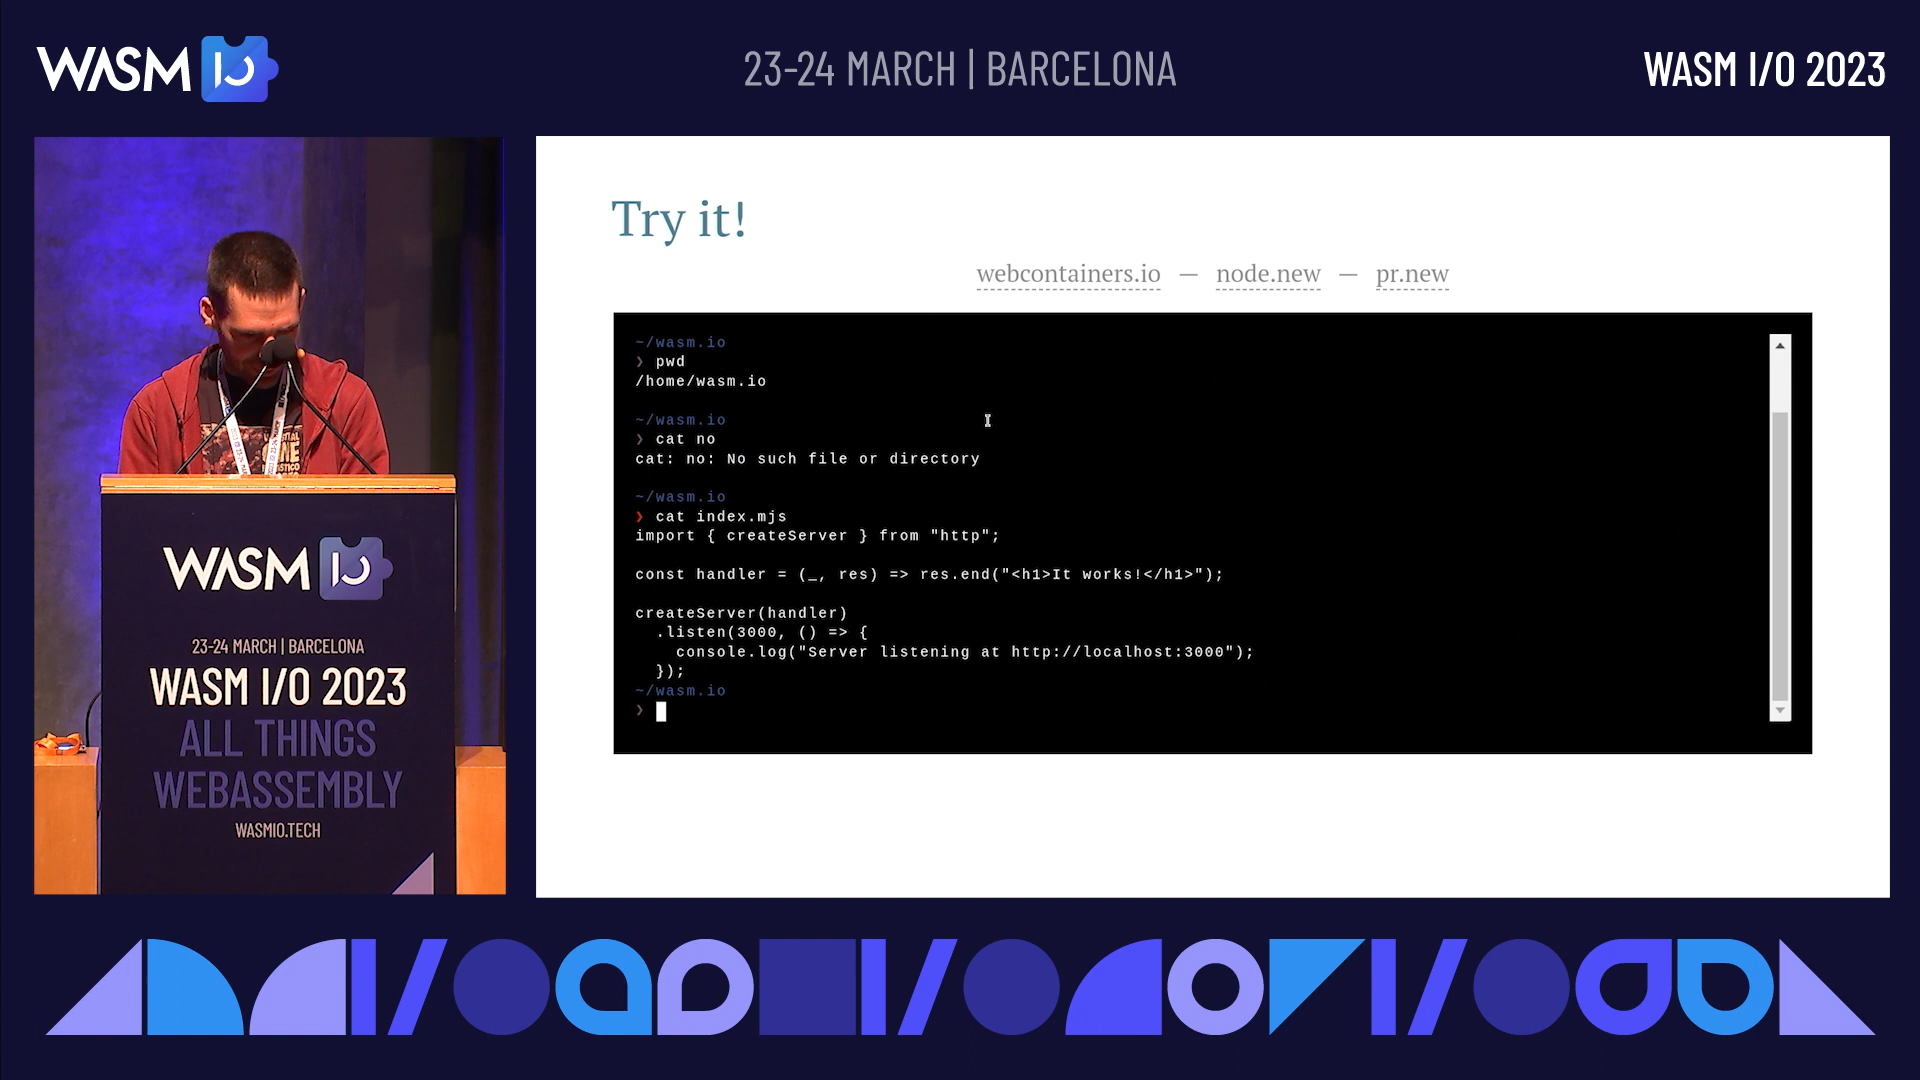 WASM IO
23-24 MARCH | BARCELONA
WASM I/O 2023
Try it!
webcontainers.io — node.new — pr.new
~/wasm.io
❯ pwd
/home/wasm.io
~/wasm.io
❯ cat no
cat: no: No such file or directory
~/wasm.io
❯ cat index.mjs
import { createServer } from "http";
const handler = (_, res) => res.end("<h1>It works!</h1>");
createServer(handler)
.listen(3000, () => {
console.log("Server listening at http://localhost:3000");
});
~/wasm.io
❯
WASM IO
23-24 MARCH | BARCELONA
WASM I/O 2023
ALL THINGS
WEBASSEMBLY
WASMIO.TECH